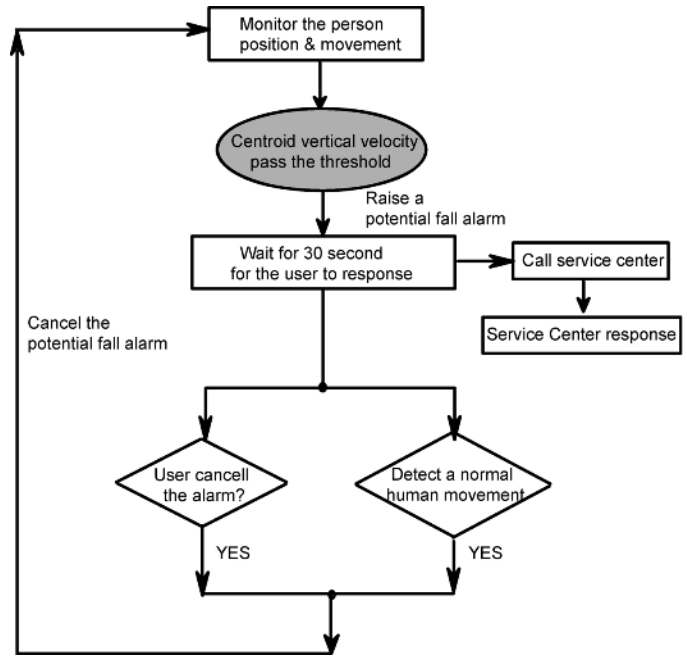 Monitor the person
position & movement
Centroid vertical velocity
pass the threshold
Raise a
potential fall alarm
Wait for 30 second
for the user to response
Call service center
Service Center response
Cancel the
potential fall alarm
User cancell
the alarm?
Detect a normal
human movement
YES
YES